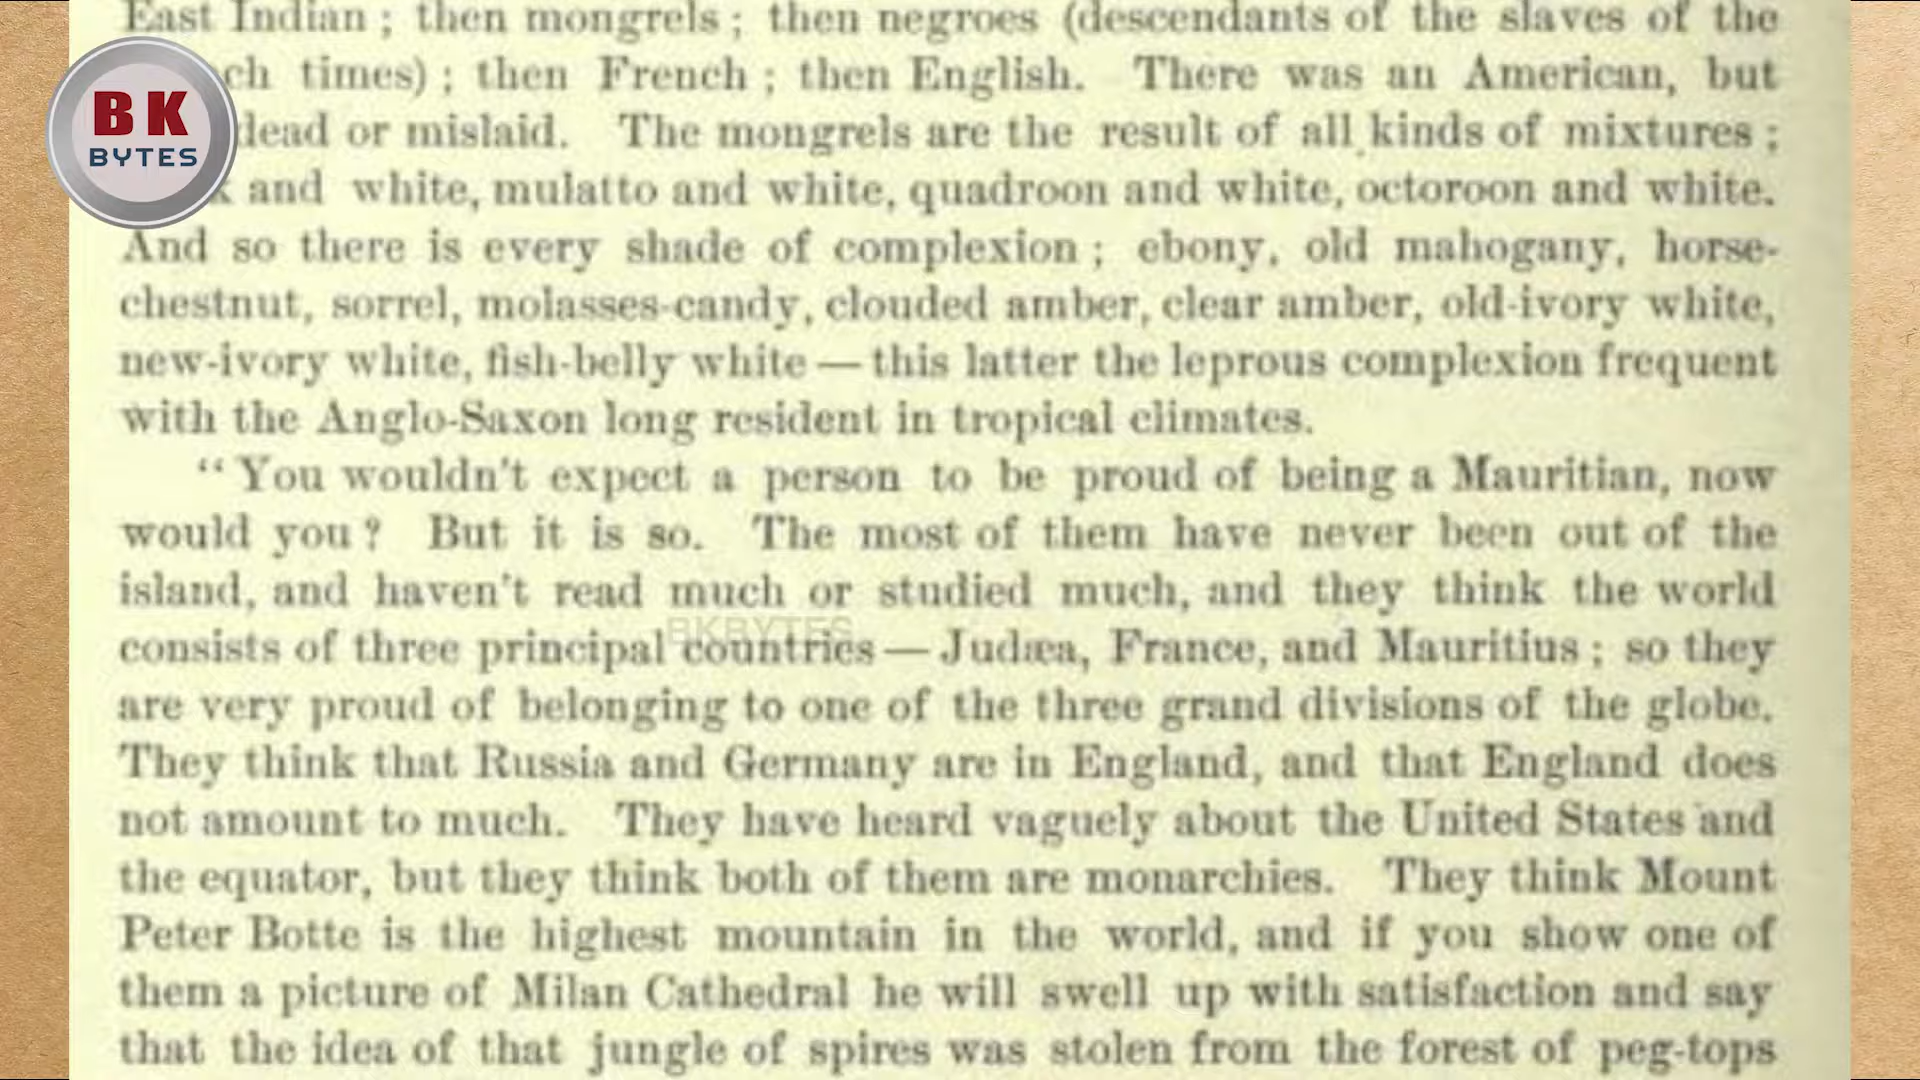 East Indian; then mongrels; then negroes (descendants of the slaves of the
ch times); then French; then English. There was an American, but
dead or mislaid. The mongrels are the result of all kinds of mixtures;
and white, mulatto and white, quadroon and white, octoroon and white.
And so there is every shade of complexion; ebony, old mahogany, horse-
chestnut, sorrel, molasses-candy, clouded amber, clear amber, old-ivory white,
new-ivory white, fish-belly white — this latter the leprous complexion frequent
with the Anglo-Saxon long resident in tropical climates.
"You wouldn't expect a person to be proud of being a Mauritian, now
would you? But it is so. The most of them have never been out of the
island, and haven't read much or studied much, and they think the world
consists of three principal countries — Judæa, France, and Mauritius; so they
are very proud of belonging to one of the three grand divisions of the globe.
They think that Russia and Germany are in England, and that England does
not amount to much. They have heard vaguely about the United States and
the equator, but they think both of them are monarchies. They think Mount
Peter Botte is the highest mountain in the world, and if you show one of
them a picture of Milan Cathedral he will swell up with satisfaction and say
that the idea of that jungle of spires was stolen from the forest of peg-tops
BK
BYTES
BKBYTES